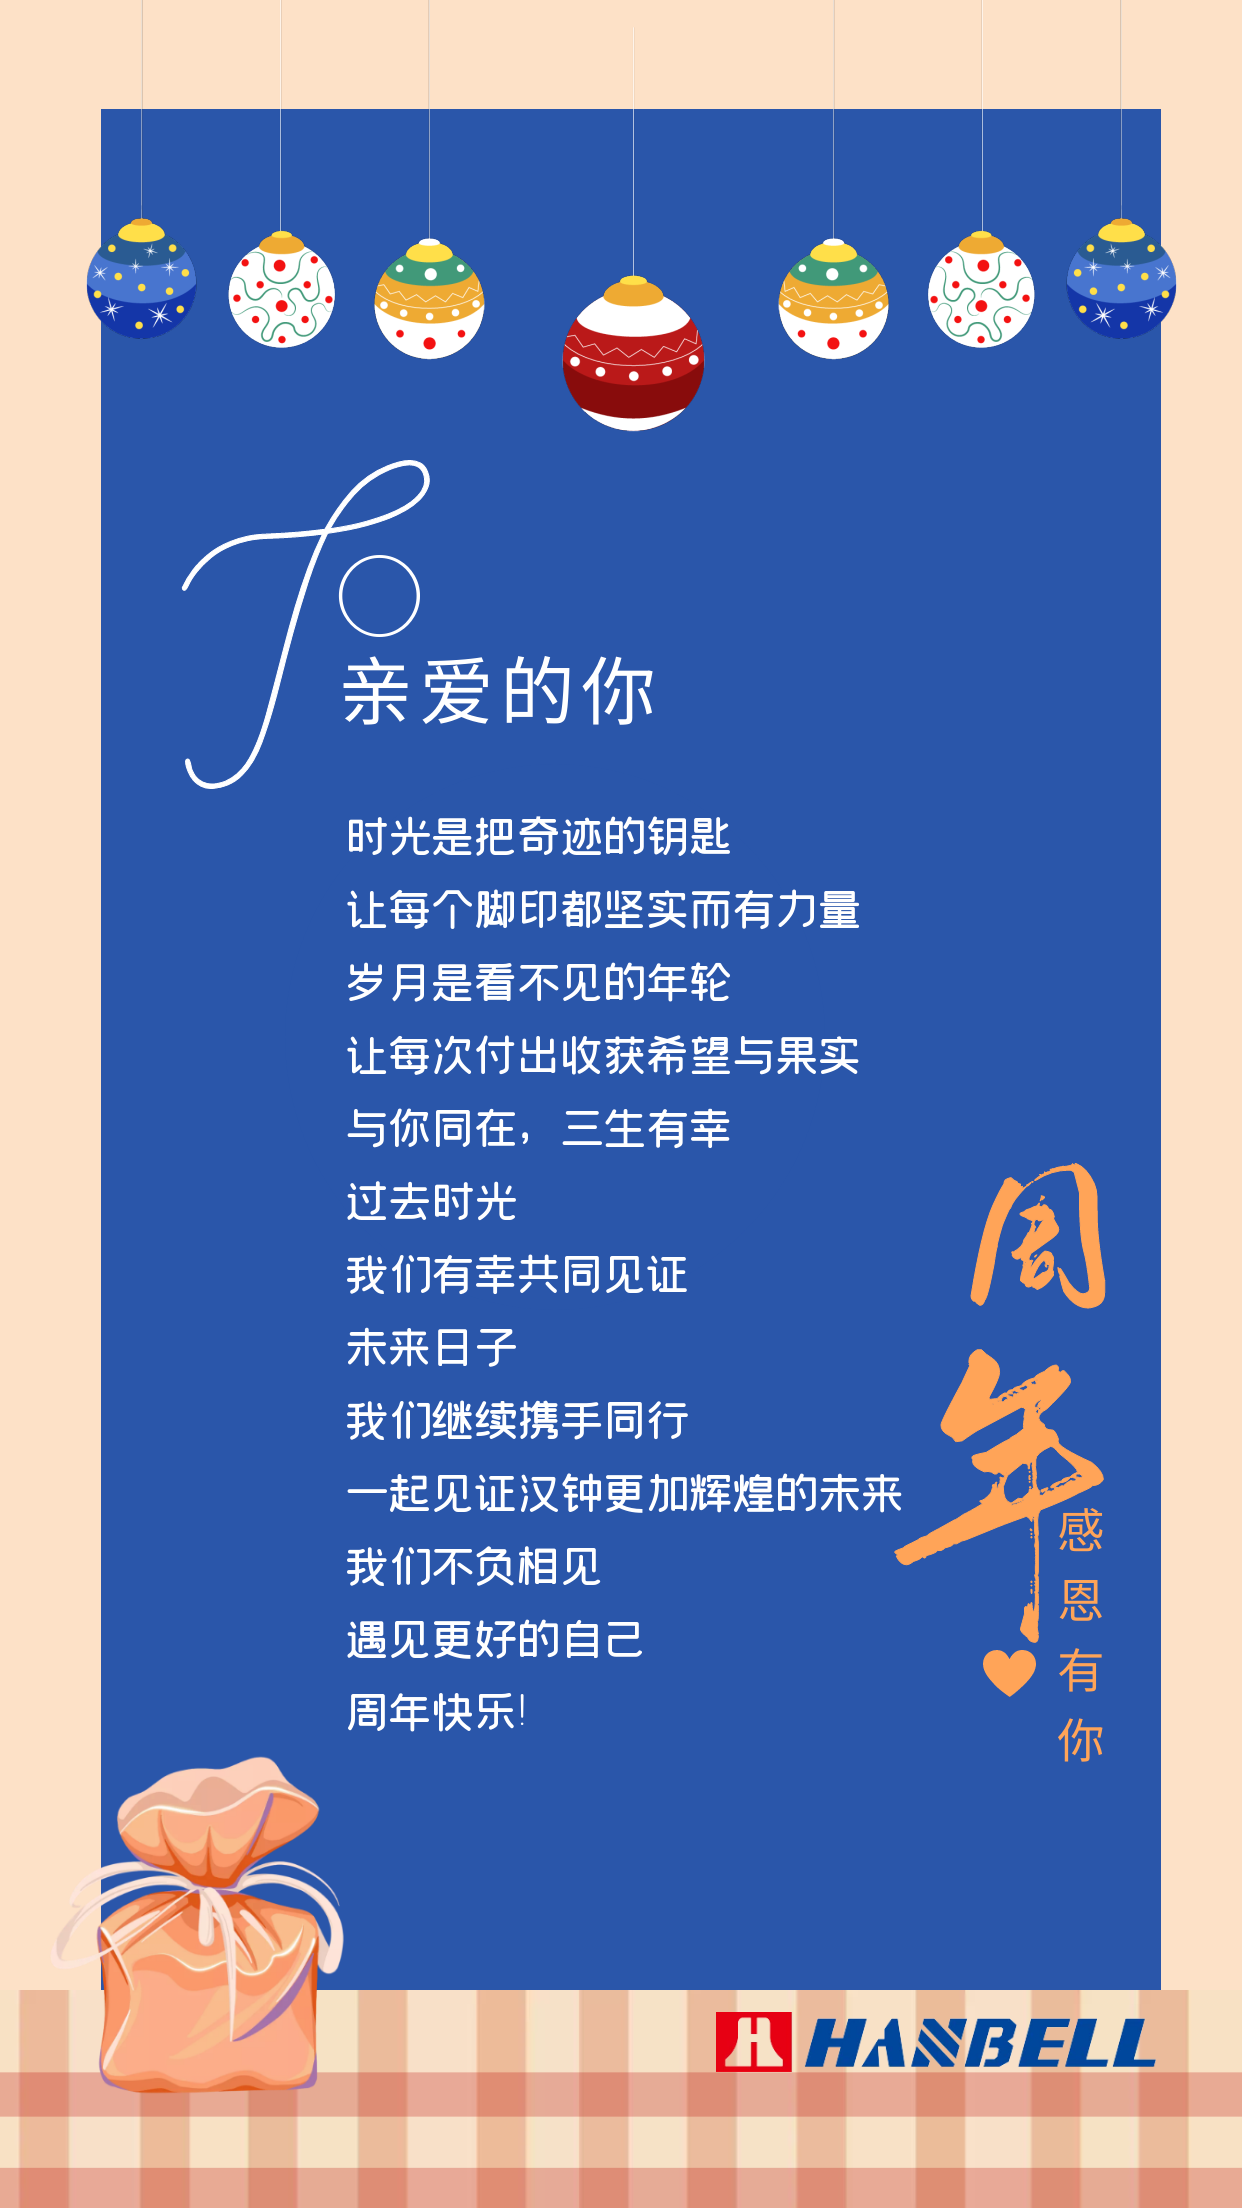 To
亲爱的你
时光是把奇迹的钥匙
让每个脚印都坚实而有力量
岁月是看不见的年轮
让每次付出收获希望与果实
与你同在，三生有幸
过去时光
我们有幸共同见证
未来日子
我们继续携手同行
一起见证汉钟更加辉煌的未来
我们不负相见
遇见更好的自己
周年快乐!
周年
感恩有你
HANBELL